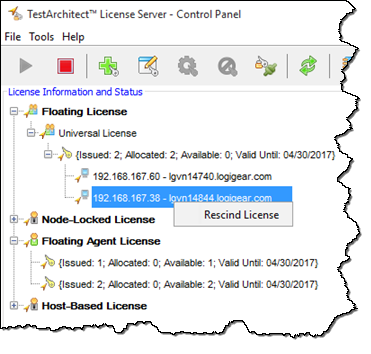 TestArchitect™ License Server - Control Panel
File Tools Help
License Information and Status
Floating License
Universal License
{Issued: 2; Allocated: 2; Available: 0; Valid Until: 04/30/2017}
192.168.167.60 - lgvn14740.logigear.com
192.168.167.38 - lgvn14844.logigear.com
Rescind License
Node-Locked License
Floating Agent License
{Issued: 1; Allocated: 0; Available: 1; Valid Until: 04/30/2017}
{Issued: 2; Allocated: 0; Available: 2; Valid Until: 04/30/2017}
Host-Based License